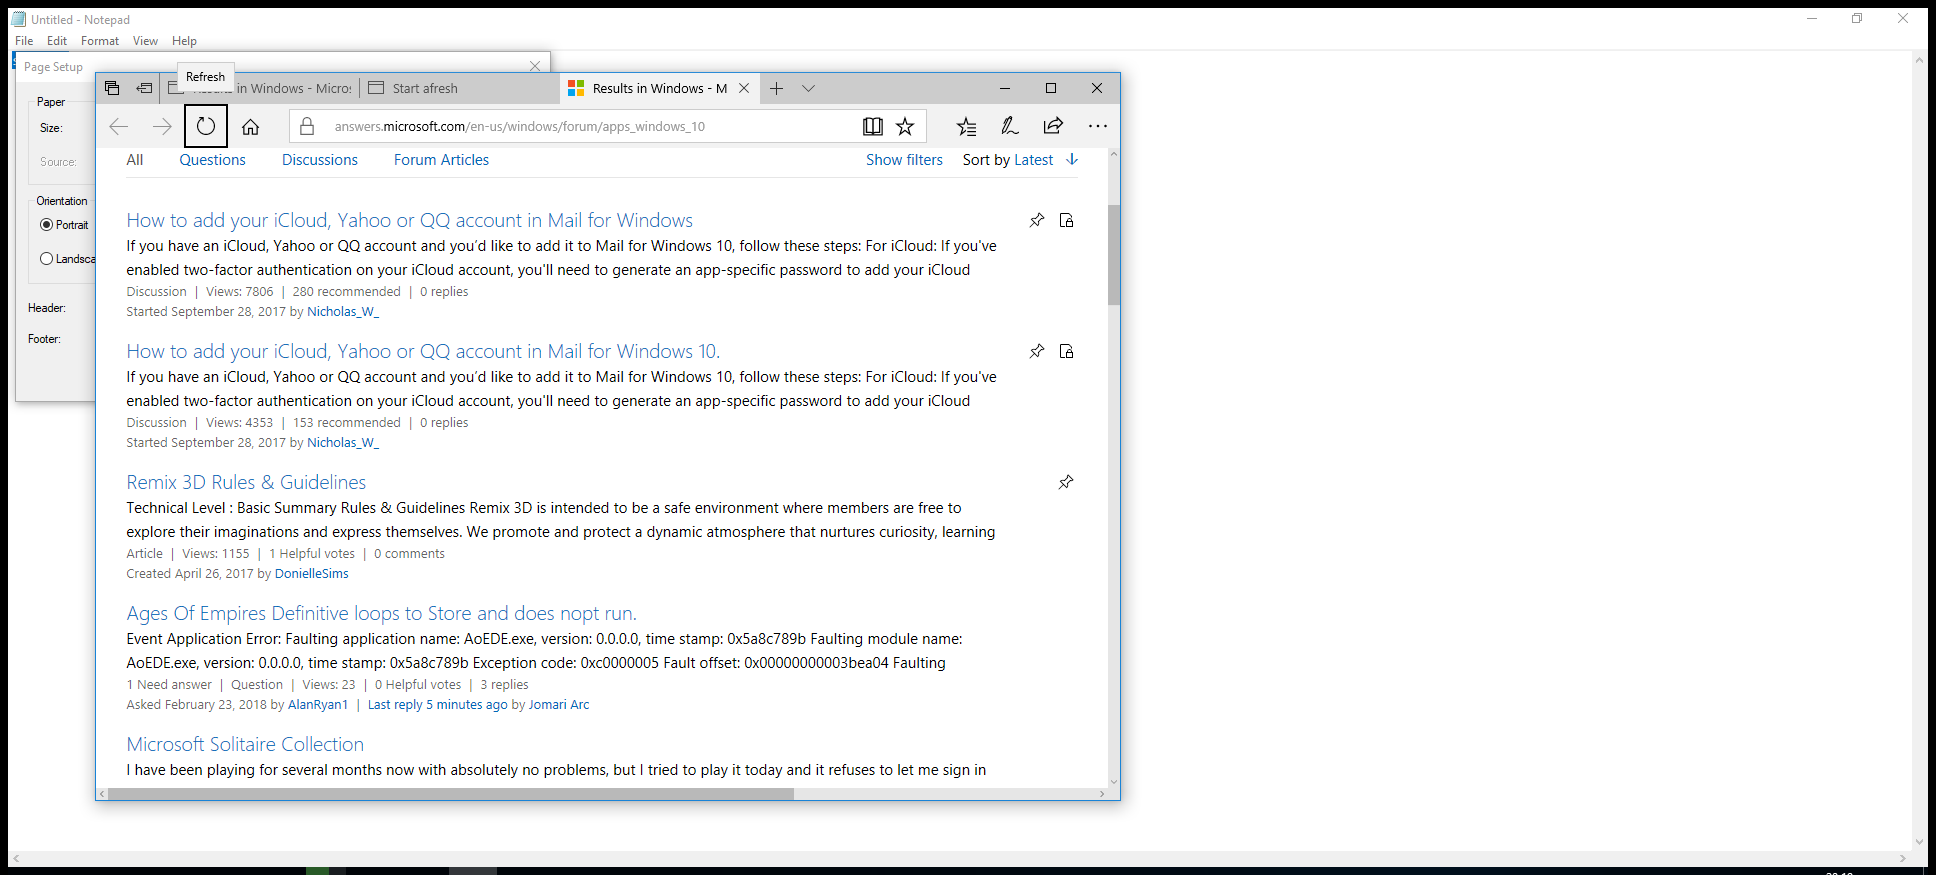 Untitled - Notepad
File Edit Format View Help
Page Setup
Paper
Size:
Source:
Orientation
Portrait
Landsca
Header:
Footer:
Refresh
in Windows - Micros
Start afresh
Results in Windows - M
answers.microsoft.com/en-us/windows/forum/apps_windows_10
All Questions Discussions Forum Articles Show filters Sort by Latest
How to add your iCloud, Yahoo or QQ account in Mail for Windows
If you have an iCloud, Yahoo or QQ account and you'd like to add it to Mail for Windows 10, follow these steps: For iCloud: If you've
enabled two-factor authentication on your iCloud account, you'll need to generate an app-specific password to add your iCloud
Discussion | Views: 7806 | 280 recommended | 0 replies
Started September 28, 2017 by Nicholas_W_
How to add your iCloud, Yahoo or QQ account in Mail for Windows 10.
If you have an iCloud, Yahoo or QQ account and you'd like to add it to Mail for Windows 10, follow these steps: For iCloud: If you've
enabled two-factor authentication on your iCloud account, you'll need to generate an app-specific password to add your iCloud
Discussion | Views: 4353 | 153 recommended | 0 replies
Started September 28, 2017 by Nicholas_W_
Remix 3D Rules & Guidelines
Technical Level : Basic Summary Rules & Guidelines Remix 3D is intended to be a safe environment where members are free to
explore their imaginations and express themselves. We promote and protect a dynamic atmosphere that nurtures curiosity, learning
Article | Views: 1155 | 1 Helpful votes | 0 comments
Created April 26, 2017 by DonielleSims
Ages Of Empires Definitive loops to Store and does nopt run.
Event Application Error: Faulting application name: AoEDE.exe, version: 0.0.0.0, time stamp: 0x5a8c789b Faulting module name:
AoEDE.exe, version: 0.0.0.0, time stamp: 0x5a8c789b Exception code: 0xc0000005 Fault offset: 0x00000000003bea04 Faulting
1 Need answer | Question | Views: 23 | 0 Helpful votes | 3 replies
Asked February 23, 2018 by AlanRyan1 | Last reply 5 minutes ago by Jomari Arc
Microsoft Solitaire Collection
I have been playing for several months now with absolutely no problems, but I tried to play it today and it refuses to let me sign in